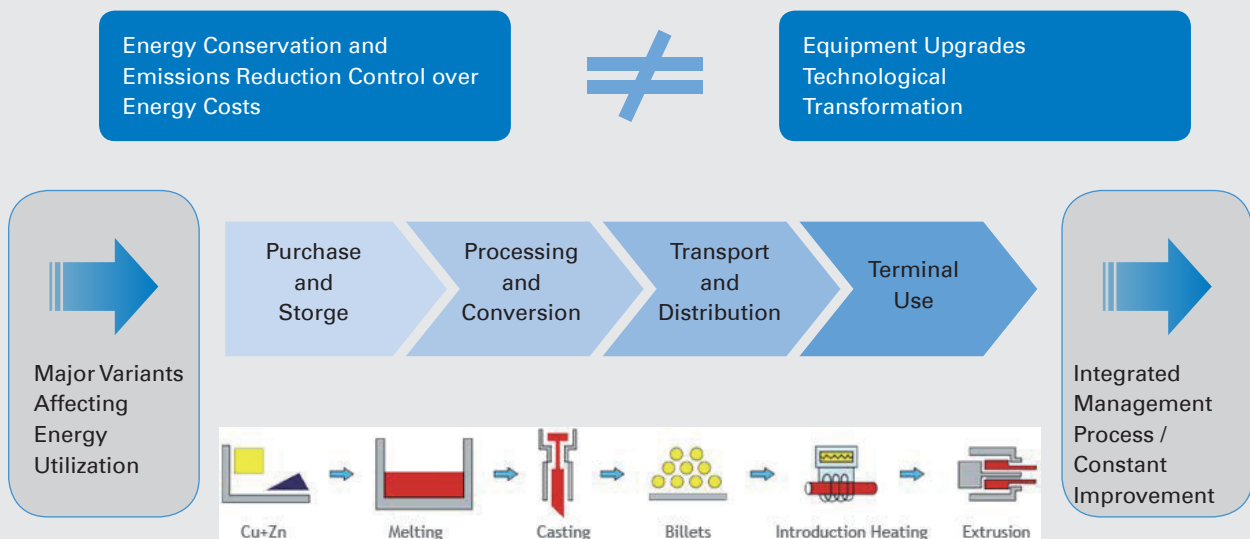 Energy Conservation and
Emissions Reduction Control over
Energy Costs
≠
Equipment Upgrades
Technological
Transformation
Major Variants
Affecting
Energy
Utilization
Purchase
and
Storge
Processing
and
Conversion
Transport
and
Distribution
Terminal
Use
Integrated
Management
Process /
Constant
Improvement
Cu+Zn
Melting
Casting
Billets
Introduction Heating
Extrusion